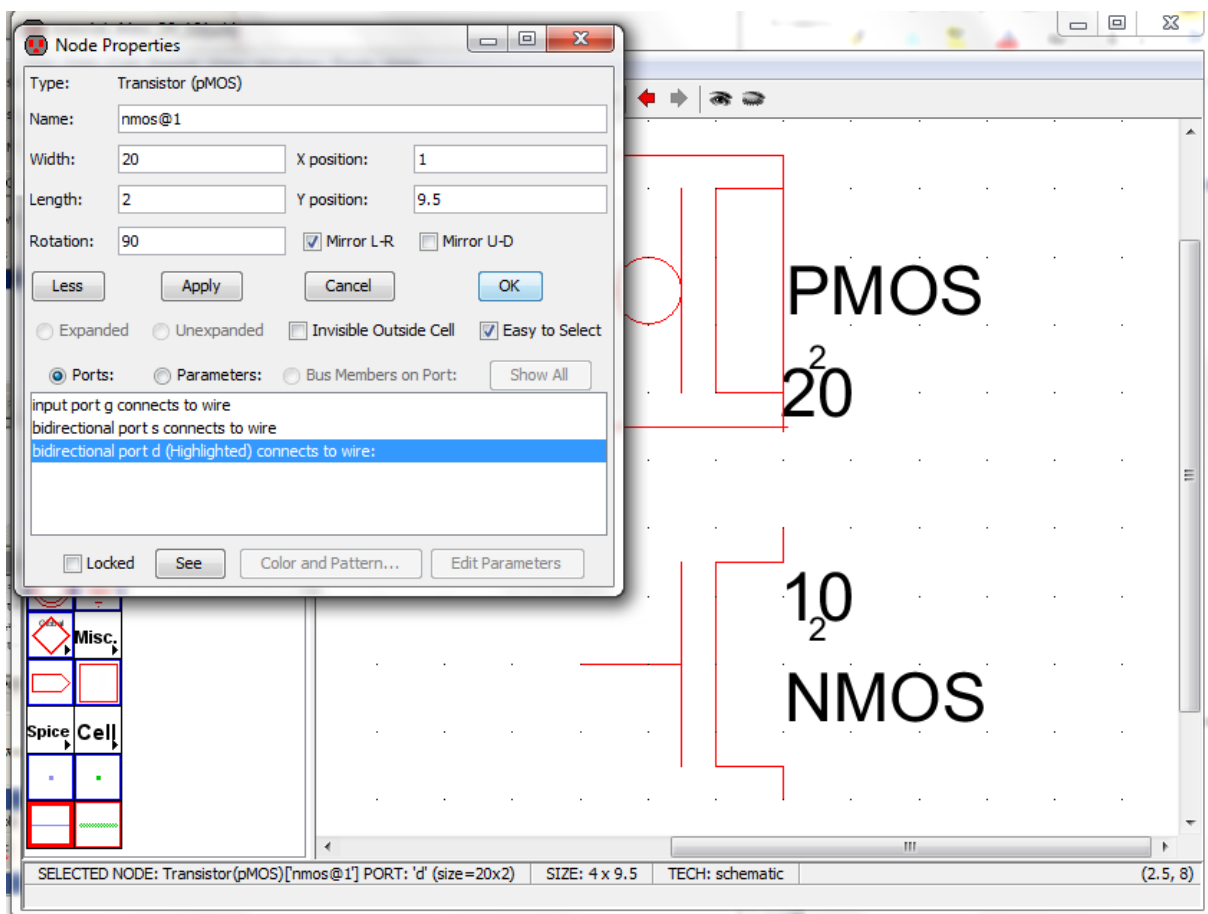 Node Properties
Type: Transistor (pMOS)
Name: nmos@1
Width: 20 X position: 1
Length: 2 Y position: 9.5
Rotation: 90 Mirror L-R Mirror U-D
Less Apply Cancel OK
Expanded Unexpanded Invisible Outside Cell Easy to Select
Ports: Parameters: Bus Members on Port: Show All
input port g connects to wire
bidirectional port s connects to wire
bidirectional port d (Highlighted) connects to wire:
Locked See Color and Pattern... Edit Parameters
PMOS
2
20
10
2
NMOS
Global
Misc.
Spice Cell
SELECTED NODE: Transistor(pMOS)['nmos@1'] PORT: 'd' (size=20x2) SIZE: 4 x 9.5 TECH: schematic (2.5, 8)